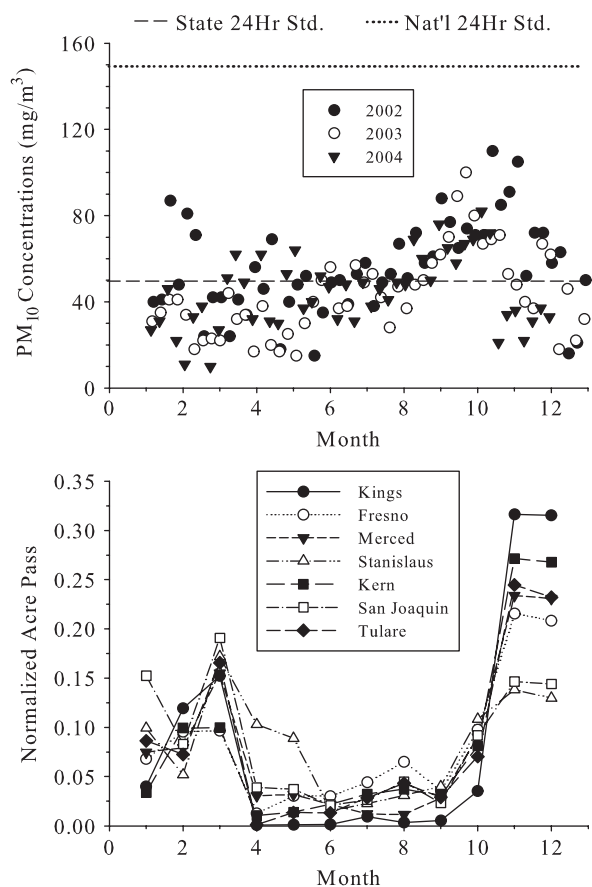 State 24Hr Std. Nat'l 24Hr Std.
PM10 Concentrations (mg/m3)
160
120
80
40
0
2002
2003
2004
0 2 4 6 8 10 12
Month
Normalized Acre Pass
0.35
0.30
0.25
0.20
0.15
0.10
0.05
0.00
Kings
Fresno
Merced
Stanislaus
Kern
San Joaquin
Tulare
0 2 4 6 8 10 12
Month